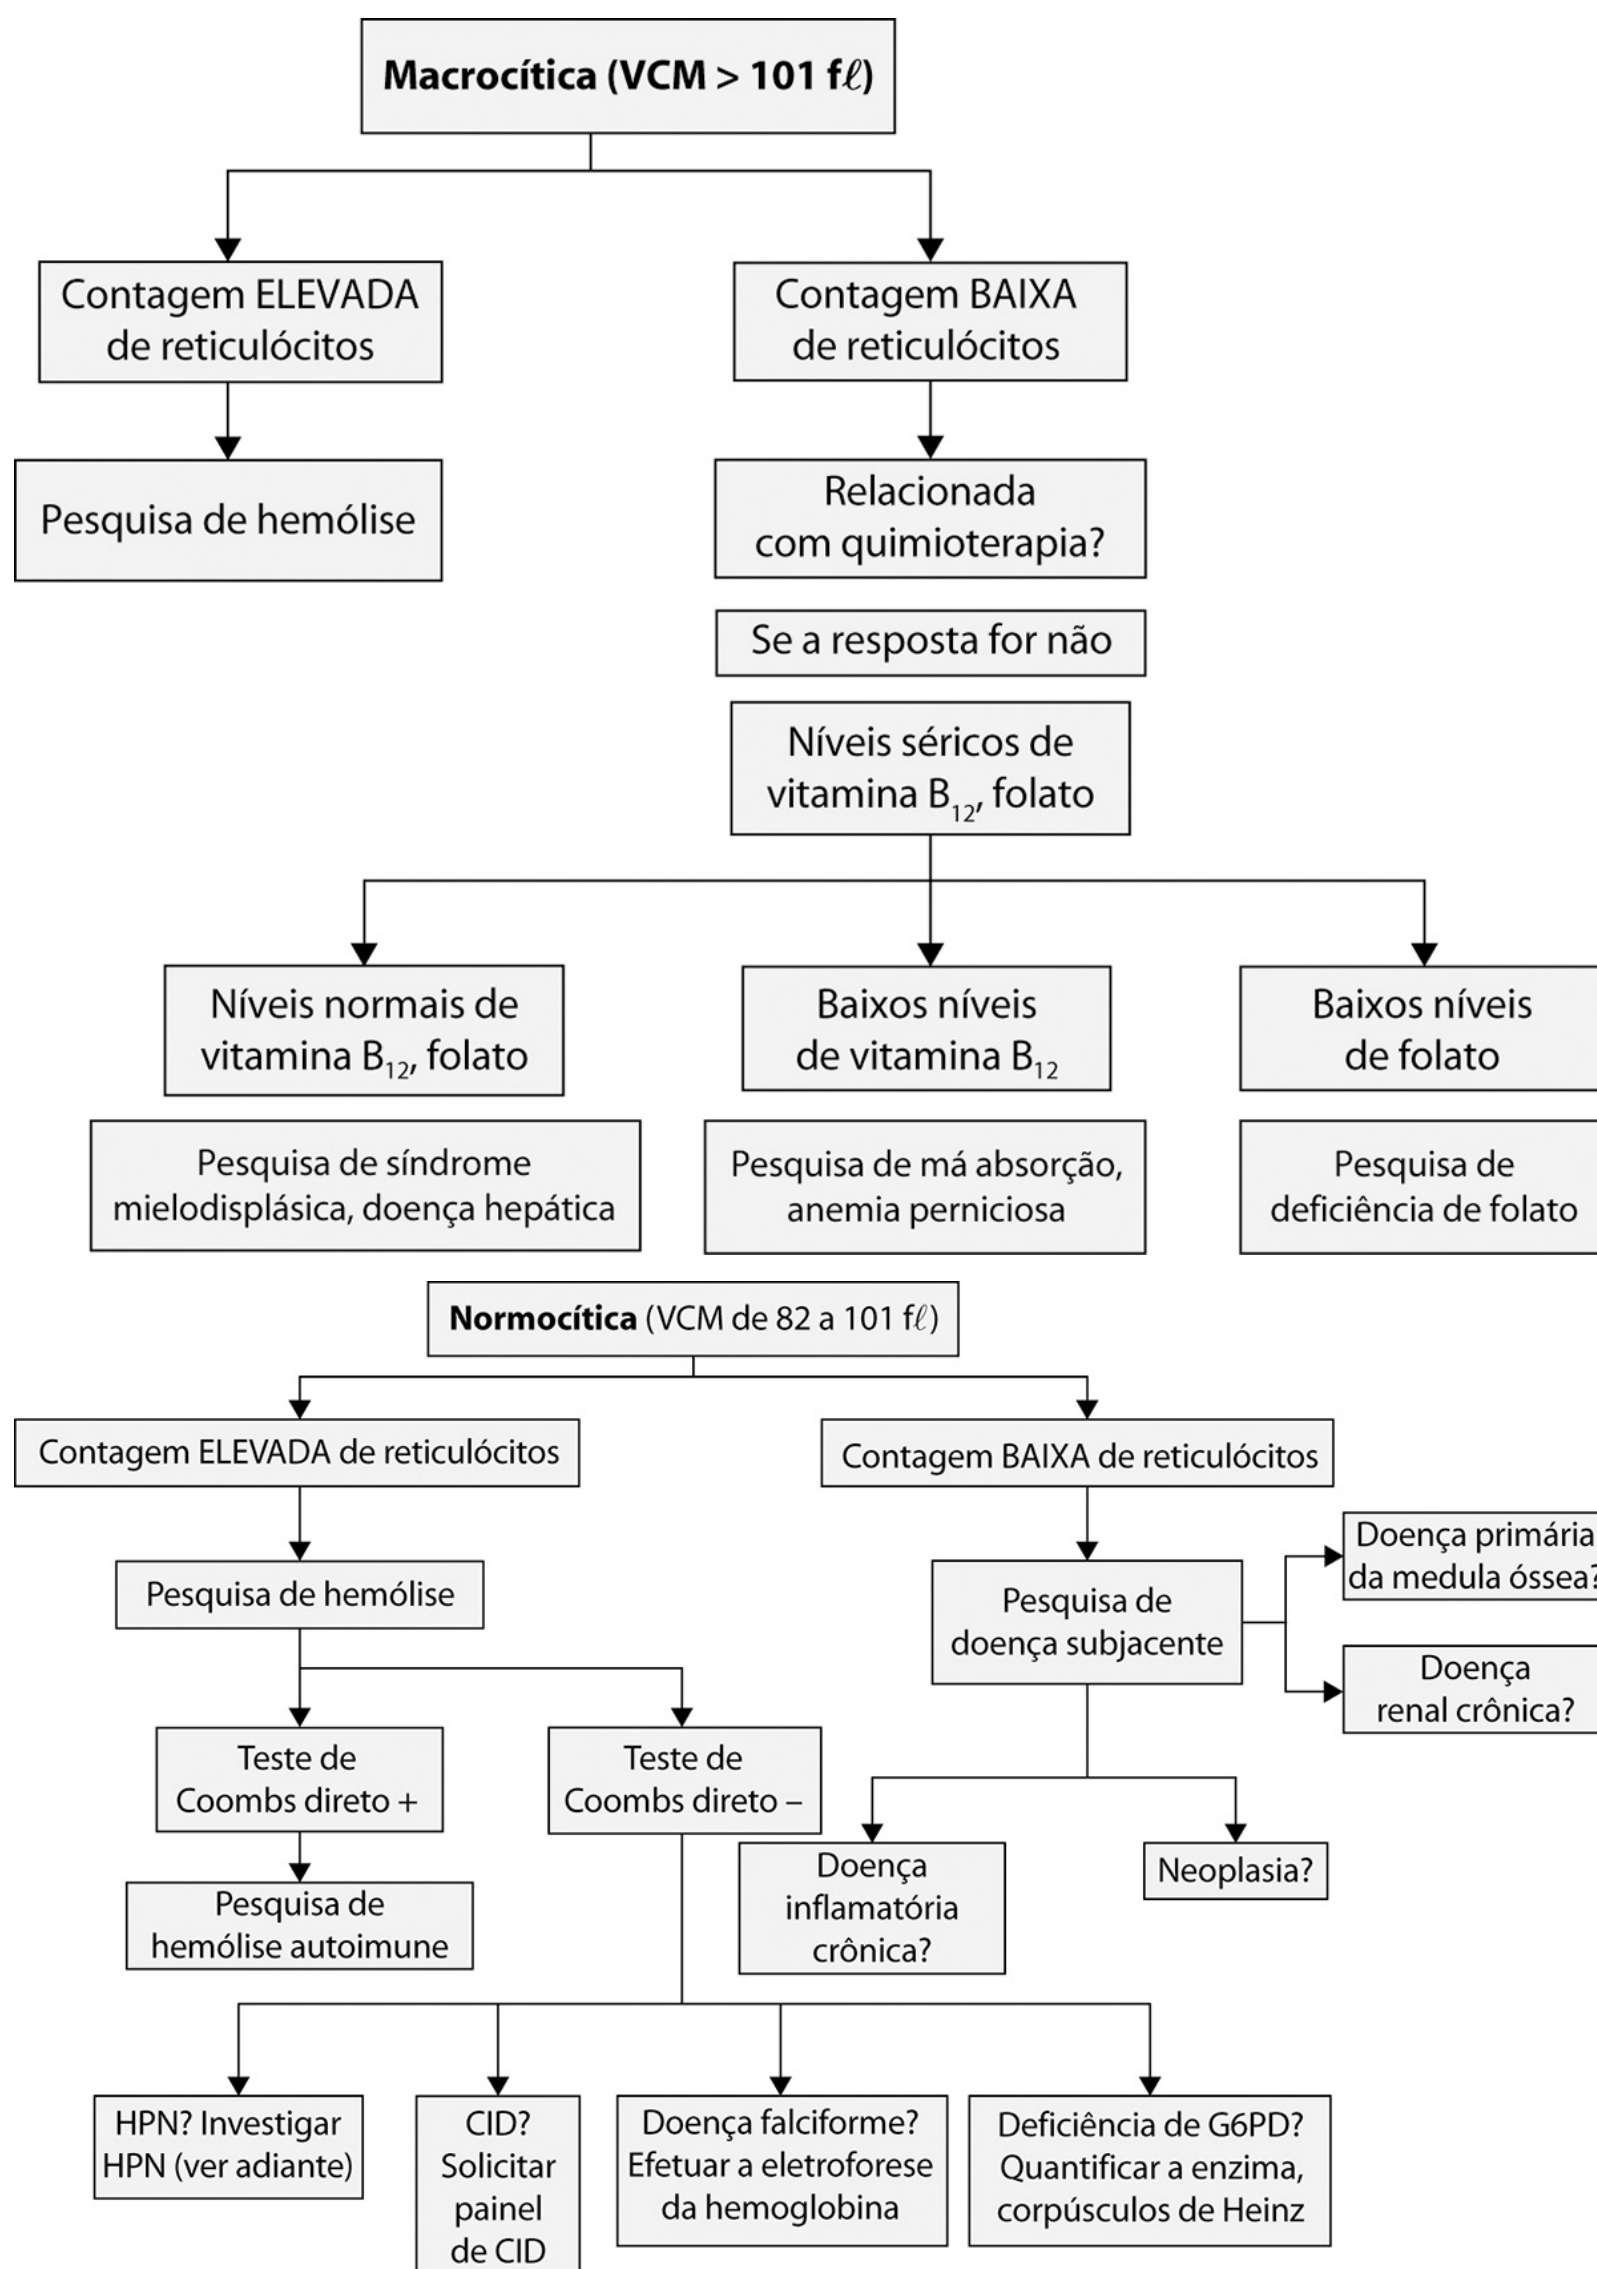 Macrocítica (VCM > 101 fℓ)
Contagem ELEVADA
de reticulócitos
Contagem BAIXA
de reticulócitos
Pesquisa de hemólise
Relacionada
com quimioterapia?
Se a resposta for não
Níveis séricos de
vitamina B₁₂, folato
Níveis normais de
vitamina B₁₂, folato
Baixos níveis
de vitamina B₁₂
Baixos níveis
de folato
Pesquisa de síndrome
mielodisplásica, doença hepática
Pesquisa de má absorção,
anemia perniciosa
Pesquisa de
deficiência de folato
Normocítica (VCM de 82 a 101 fℓ)
Contagem ELEVADA de reticulócitos
Contagem BAIXA de reticulócitos
Pesquisa de hemólise
Pesquisa de
doença subjacente
Doença primária
da medula óssea?
Doença
renal crônica?
Teste de
Coombs direto +
Teste de
Coombs direto –
Doença
inflamatória
crônica?
Neoplasia?
Pesquisa de
hemólise autoimune
HPN? Investigar
HPN (ver adiante)
CID?
Solicitar
painel
de CID
Doença falciforme?
Efetuar a eletroforese
da hemoglobina
Deficiência de G6PD?
Quantificar a enzima,
corpúsculos de Heinz